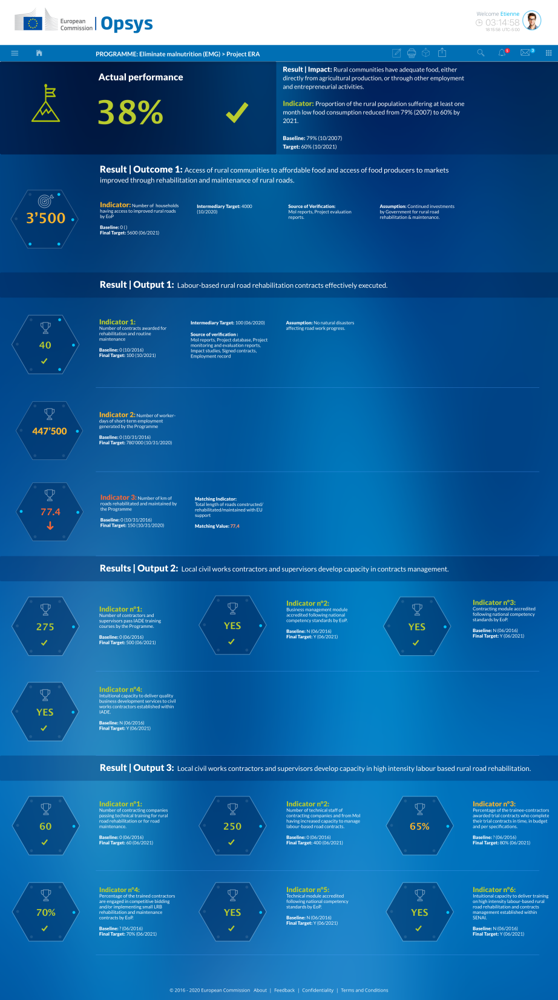 European
Commission
Opsys
Welcome Etienne
03:14:58
18:15:58 UTC-5:00
PROGRAMME: Eliminate malnutrition (EMG) > Project ERA
5
3
Actual performance
38%
Result | Impact: Rural communities have adequate food, either
directly from agricultural production, or through other employment
and entrepreneurial activities.
Indicator: Proportion of the rural population suffering at least one
month low food consumption reduced from 79% (2007) to 60% by
2021.
Baseline: 79% (10/2007)
Target: 60% (10/2021)
Result | Outcome 1: Access of rural communities to affordable food and access of food producers to markets
improved through rehabilitation and maintenance of rural roads.
3'500
Indicator: Number of households
having access to improved rural roads
by EoP
Baseline: 0 ( )
Final Target: 5600 (06/2021)
Intermediary Target: 4000
(10/2020)
Source of Verification:
MoI reports, Project evaluation
reports.
Assumption: Continued investments
by Government for rural road
rehabilitation & maintenance.
Result | Output 1: Labour-based rural road rehabilitation contracts effectively executed.
40
Indicator 1:
Number of contracts awarded for
rehabilitation and routine
maintenance
Baseline: 0 (10/2016)
Final Target: 100 (10/2021)
Intermediary Target: 100 (06/2020)
Source of verification :
MoI reports, Project database, Project
monitoring and evaluation reports,
Impact studies, Signed contracts,
Employment record
Assumption: No natural disasters
affecting road work progress.
447'500
Indicator 2: Number of worker-
days of short-term employment
generated by the Programme
Baseline: 0 (10/31/2016)
Final Target: 780'000 (10/31/2020)
77.4
Indicator 3: Number of km of
roads rehabilitated and maintained by
the Programme
Baseline: 0 (10/31/2016)
Final Target: 150 (10/31/2020)
Matching Indicator:
Total length of roads constructed/
rehabilitated/maintained with EU
support
Matching Value: 77,4
Results | Output 2: Local civil works contractors and supervisors develop capacity in contracts management.
275
Indicator n°1:
Number of contractors and
supervisors pass IADE training
courses by the Programme.
Baseline: 0 (06/2016)
Final Target: 500 (06/2021)
YES
Indicator n°2:
Business management module
accredited following national
competency standards by EoP.
Baseline: N (06/2016)
Final Target: Y (06/2021)
YES
Indicator n°3:
Contracting module accredited
following national competency
standards by EoP.
Baseline: N (06/2016)
Final Target: Y (06/2021)
YES
Indicator n°4:
Intuitional capacity to deliver quality
business development services to civil
works contractors established within
IADE.
Baseline: N (06/2016)
Final Target: Y (06/2021)
Result | Output 3: Local civil works contractors and supervisors develop capacity in high intensity labour based rural road rehabilitation.
60
Indicator n°1:
Number of contracting companies
passing technical training for rural
road rehabilitation or for road
maintenance.
Baseline: 0 (06/2016)
Final Target: 60 (06/2021)
250
Indicator n°2:
Number of technical staff of
contracting companies and from MoI
having increased capacity to manage
labour-based road contracts.
Baseline: 0 (06/2016)
Final Target: 400 (06/2021)
65%
Indicator n°3:
Percentage of the trainee-contractors
awarded trial contracts who complete
their trial contracts in time, in budget
and per specifications.
Baseline: ? (06/2016)
Final Target: 80% (06/2021)
70%
Indicator n°4:
Percentage of the trained contractors
are engaged in competitive bidding
and/or implementing small LRB
rehabilitation and maintenance
contracts by EoP.
Baseline: ? (06/2016)
Final Target: 70% (06/2021)
YES
Indicator n°5:
Technical module accredited
following national competency
standards by EoP.
Baseline: N (06/2016)
Final Target: Y (06/2021)
YES
Indicator n°6:
Intuitional capacity to deliver training
on high intensity labour-based rural
road rehabilitation and contracts
management established within
SENAI.
Baseline: N (06/2016)
Final Target: Y (06/2021)
© 2016 - 2020 European Commission About | Feedback | Confidentiality | Terms and Conditions